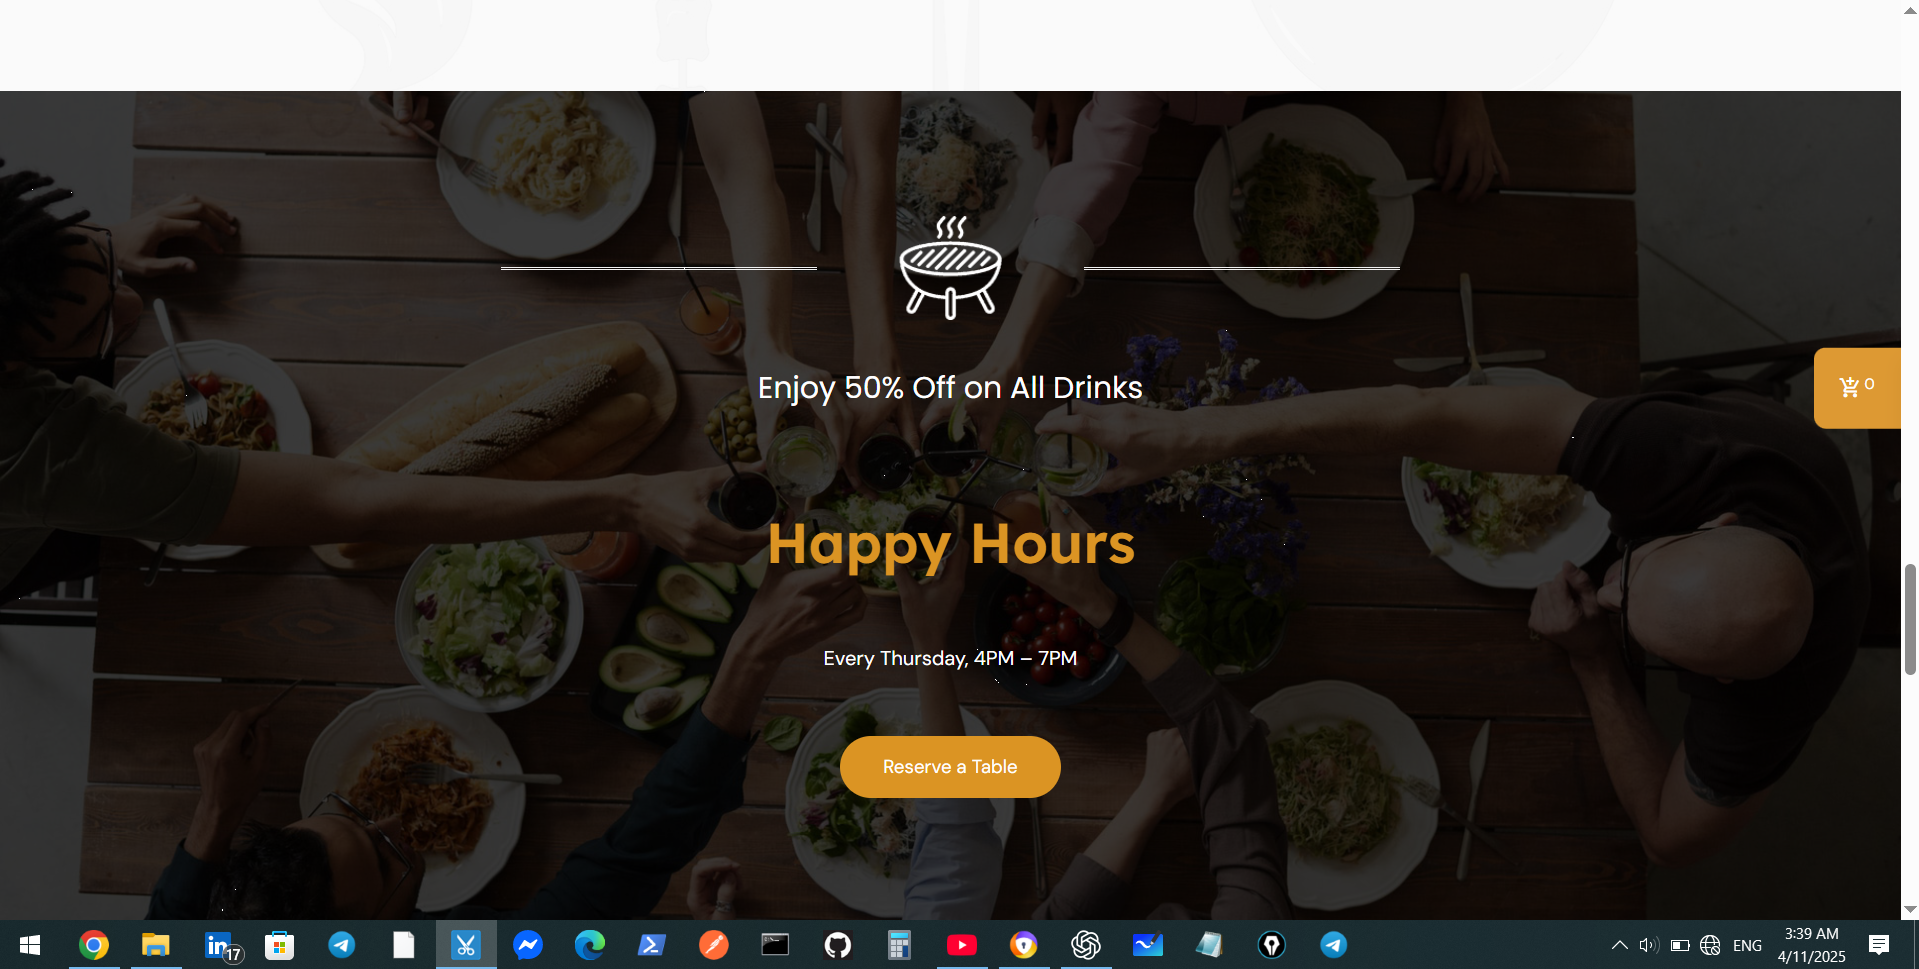 Enjoy 50% Off on All Drinks
0
Happy Hours
Every Thursday, 4PM – 7PM
Reserve a Table
in
17
ENG
3:39 AM
4/11/2025